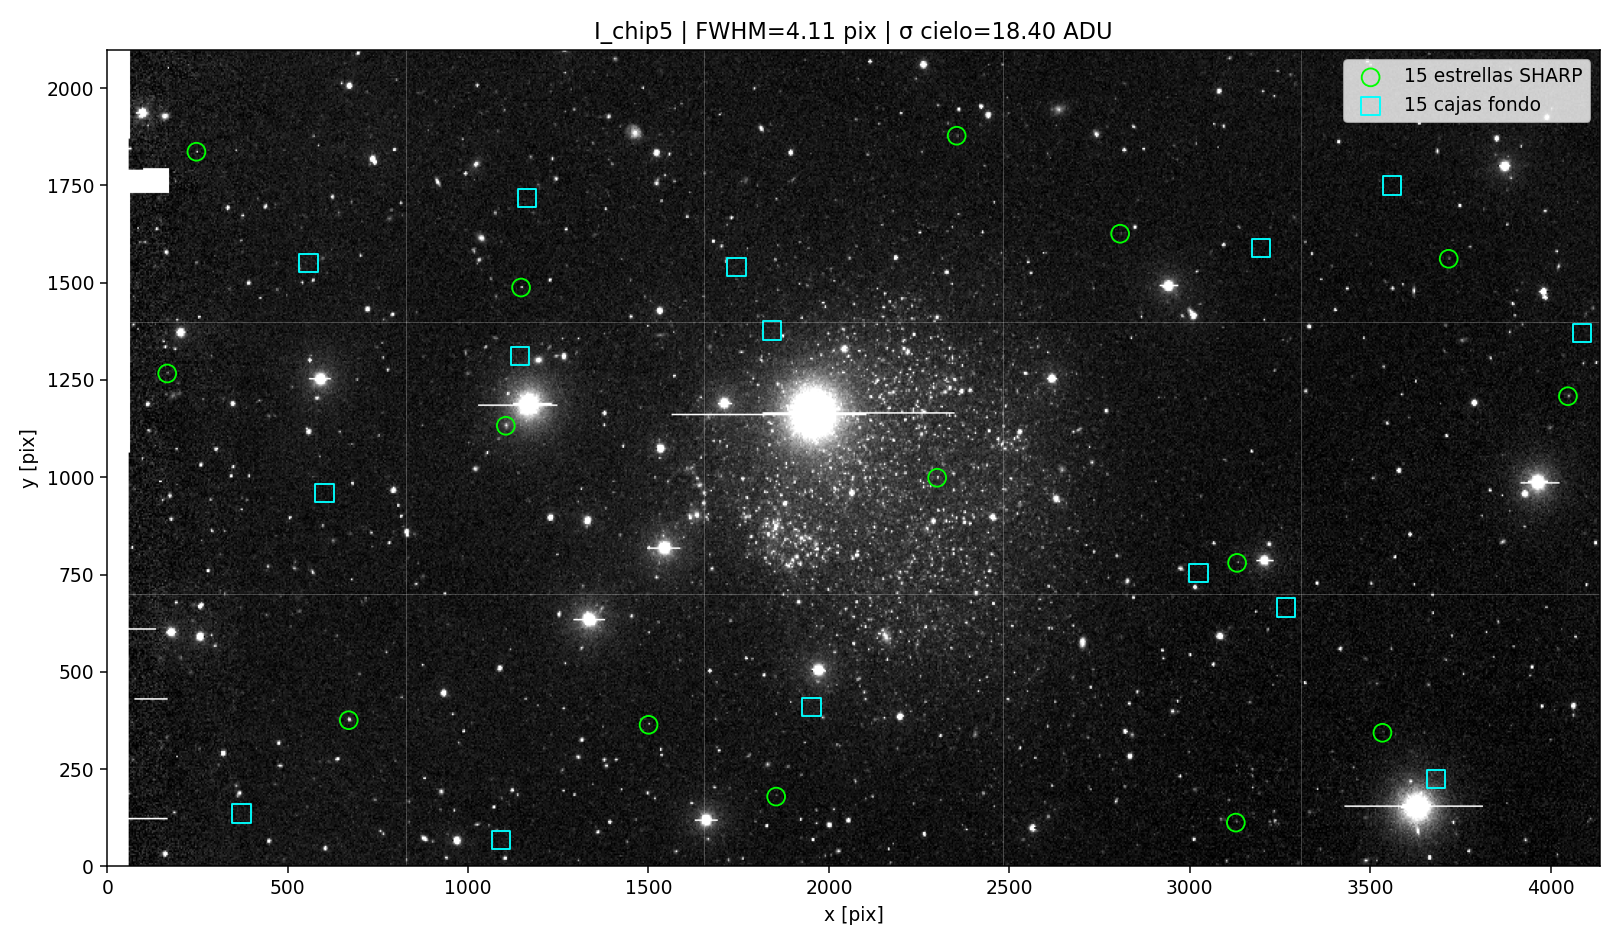 I_chip5 | FWHM=4.11 pix | σ cielo=18.40 ADU
15 estrellas SHARP
15 cajas fondo
2000
1750
1500
1250
1000
750
500
250
0
y [pix]
0 500 1000 1500 2000 2500 3000 3500 4000
x [pix]